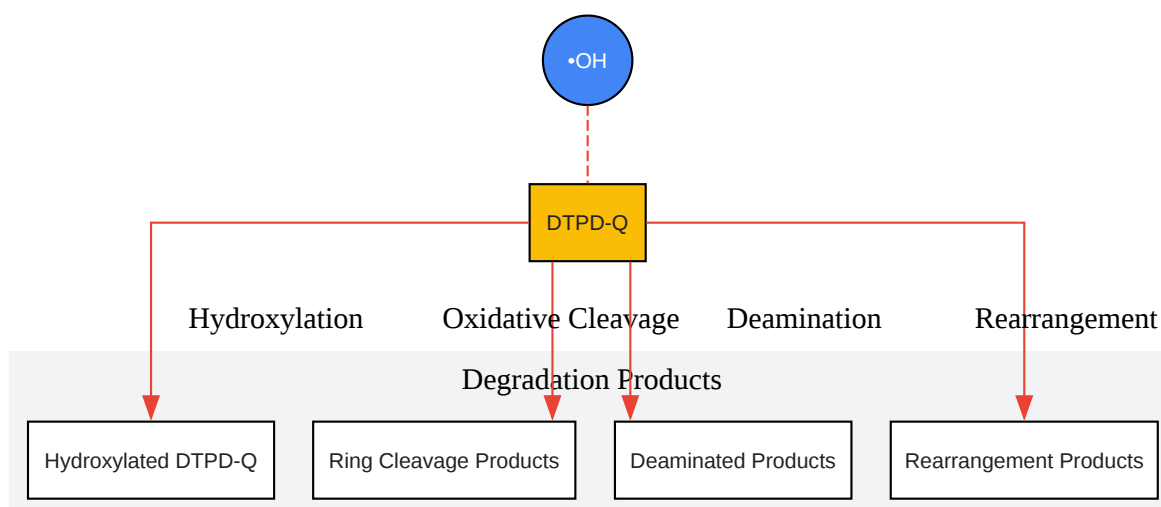 •OH
DTPD-Q
Hydroxylation
Oxidative Cleavage
Deamination
Rearrangement
Degradation Products
Hydroxylated DTPD-Q
Ring Cleavage Products
Deaminated Products
Rearrangement Products